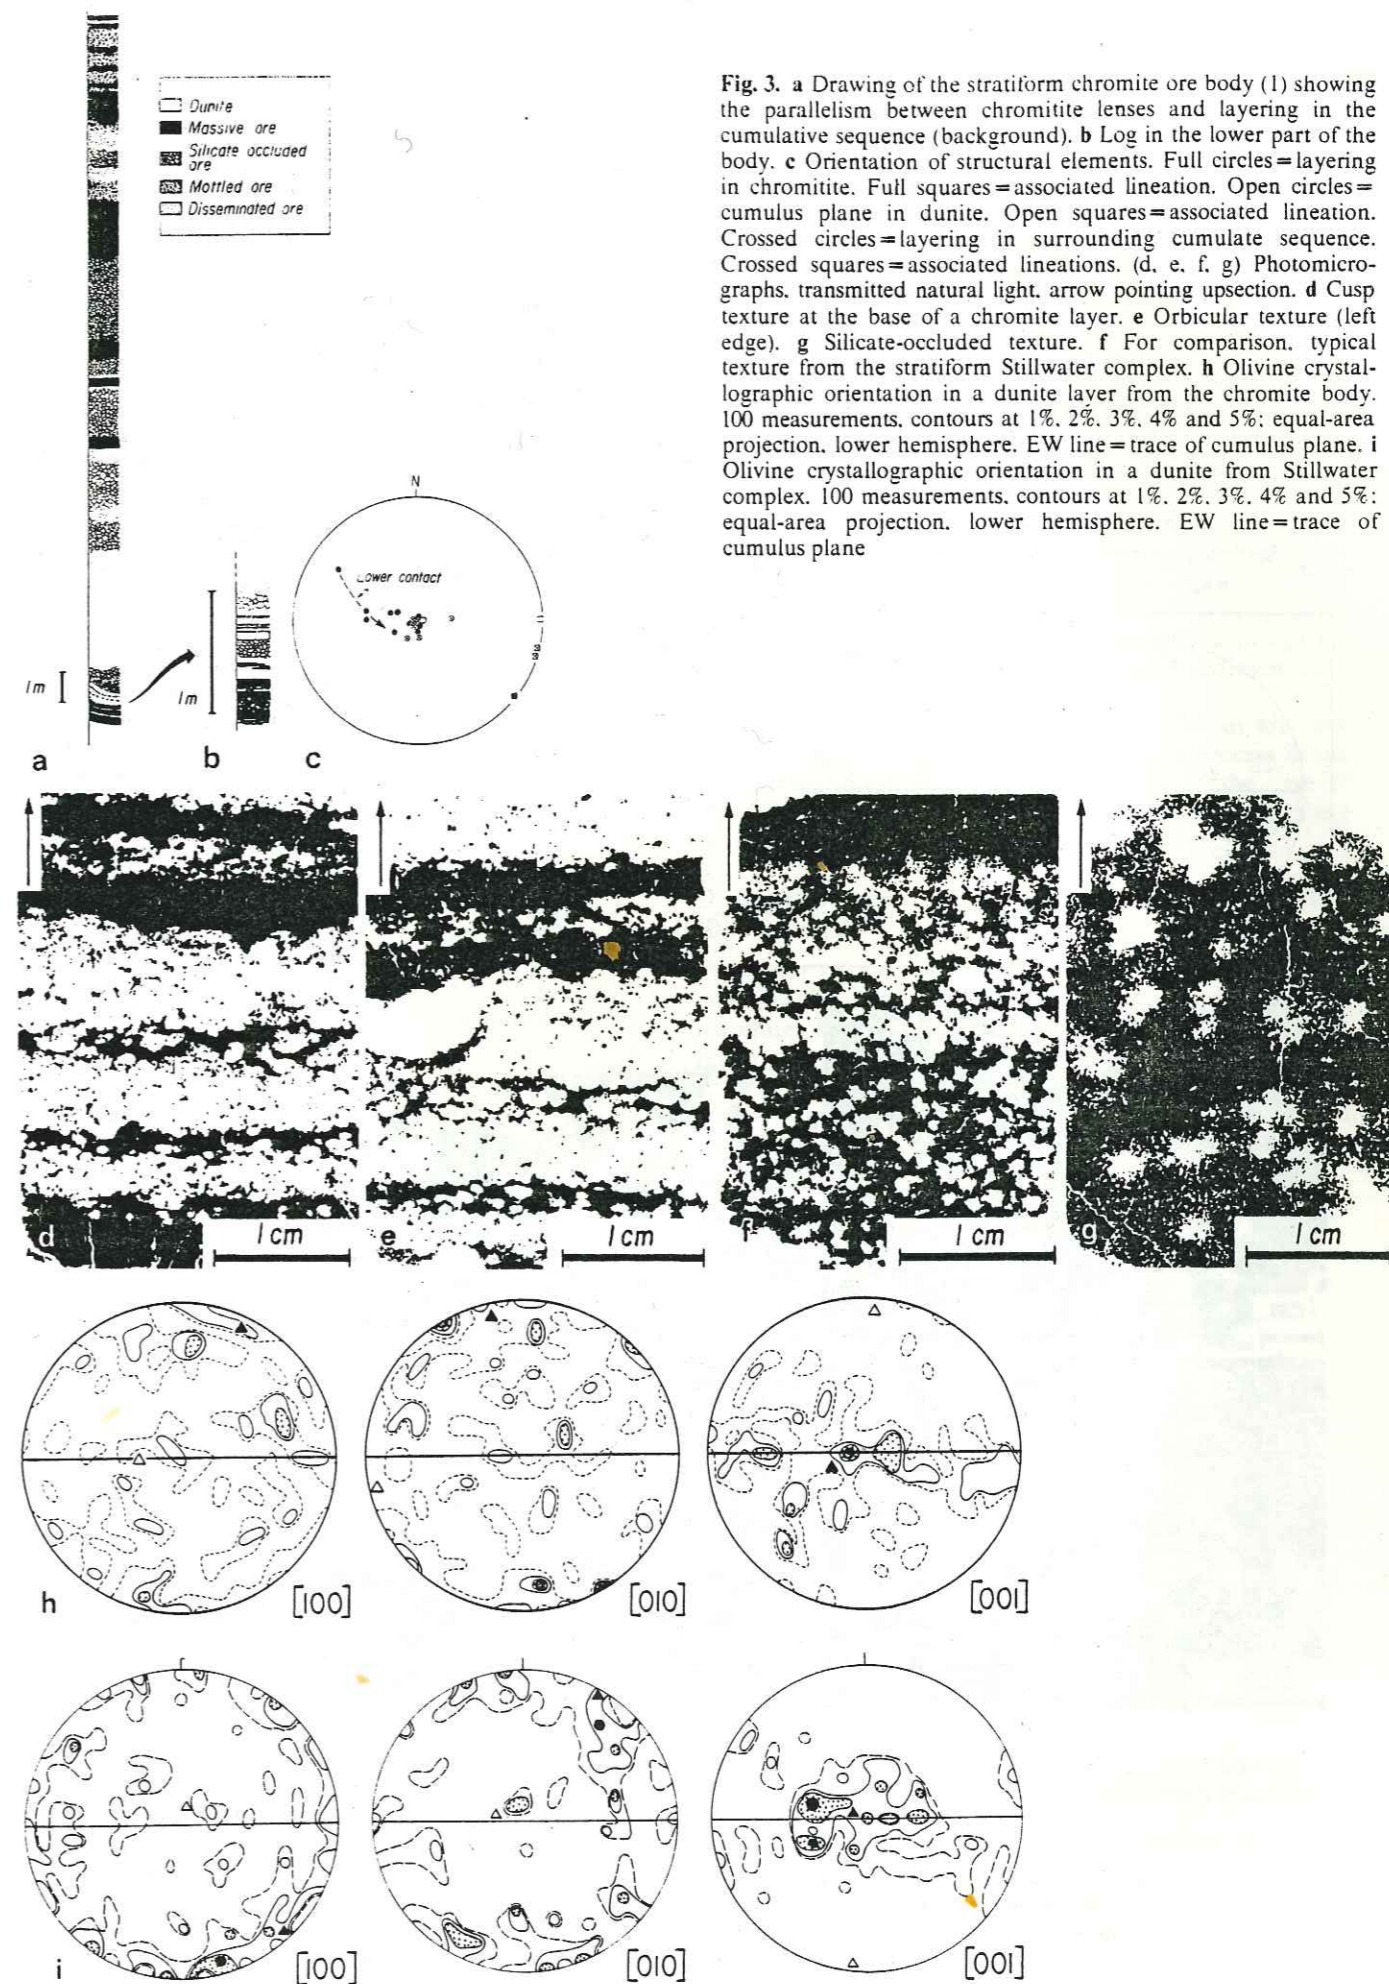 Fig. 3. a Drawing of the stratiform chromite ore body (1) showing
the parallelism between chromitite lenses and layering in the
cumulative sequence (background). b Log in the lower part of the
body. c Orientation of structural elements. Full circles = layering
in chromitite. Full squares = associated lineation. Open circles =
cumulus plane in dunite. Open squares = associated lineation.
Crossed circles = layering in surrounding cumulate sequence.
Crossed squares = associated lineations. (d. e. f. g) Photomicro-
graphs. transmitted natural light. arrow pointing upsection. d Cusp
texture at the base of a chromite layer. e Orbicular texture (left
edge). g Silicate-occluded texture. f For comparison. typical
texture from the stratiform Stillwater complex. h Olivine crystal-
lographic orientation in a dunite layer from the chromite body.
100 measurements. contours at 1%. 2%. 3%. 4% and 5%: equal-area
projection. lower hemisphere. EW line = trace of cumulus plane. i
Olivine crystallographic orientation in a dunite from Stillwater
complex. 100 measurements. contours at 1%. 2%. 3%. 4% and 5%:
equal-area projection. lower hemisphere. EW line = trace of
cumulus plane
Dunite
Massive ore
Silicate occluded
ore
Mottled ore
Disseminated ore
N
Lower contact
1m
1m
a
b
c
d
1 cm
e
1 cm
f
1 cm
g
1 cm
h
[100]
[010]
[001]
i
[100]
[010]
[001]